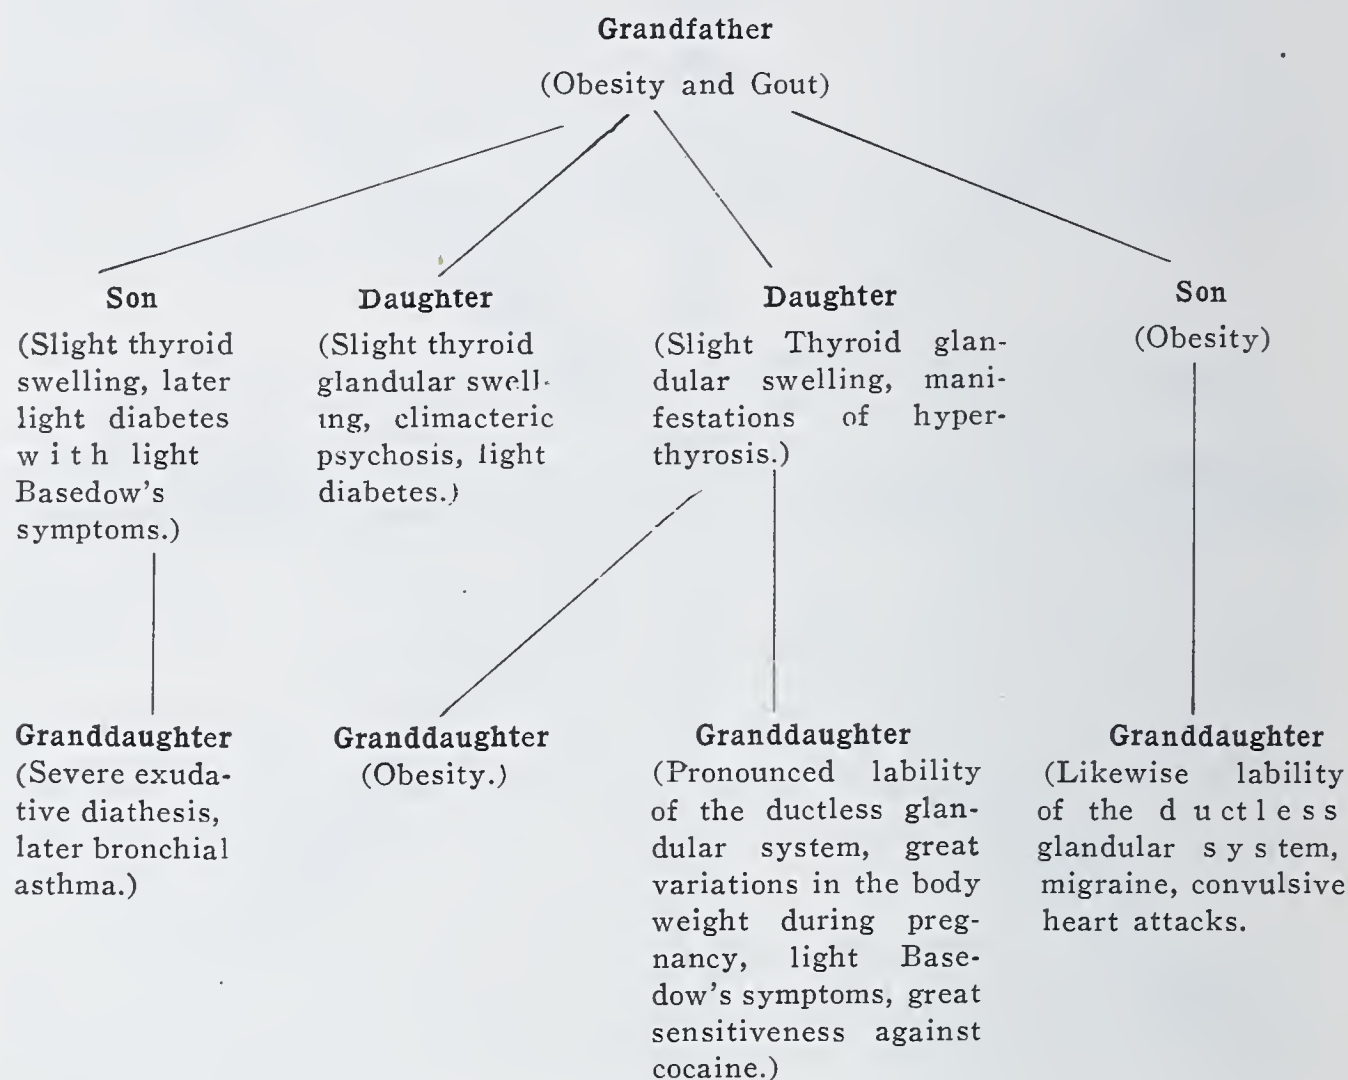 Grandfather
(Obesity and Gout)
Son
(Slight thyroid
swelling, later
light diabetes
with light
Basedow's
symptoms.)
Daughter
(Slight thyroid
glandular swell-
ing, climacteric
psychosis, light
diabetes.)
Daughter
(Slight Thyroid glan-
dular swelling, mani-
festations of hyper-
thyrosis.)
Son
(Obesity)
Granddaughter
(Severe exuda-
tive diathesis,
later bronchial
asthma.)
Granddaughter
(Obesity.)
Granddaughter
(Pronounced lability
of the ductless glan-
dular system, great
variations in the body
weight during preg-
nancy, light Base-
dow's symptoms, great
sensitiveness against
cocaine.)
Granddaughter
(Likewise lability
of the ductless
glandular system,
migraine, convulsive
heart attacks.